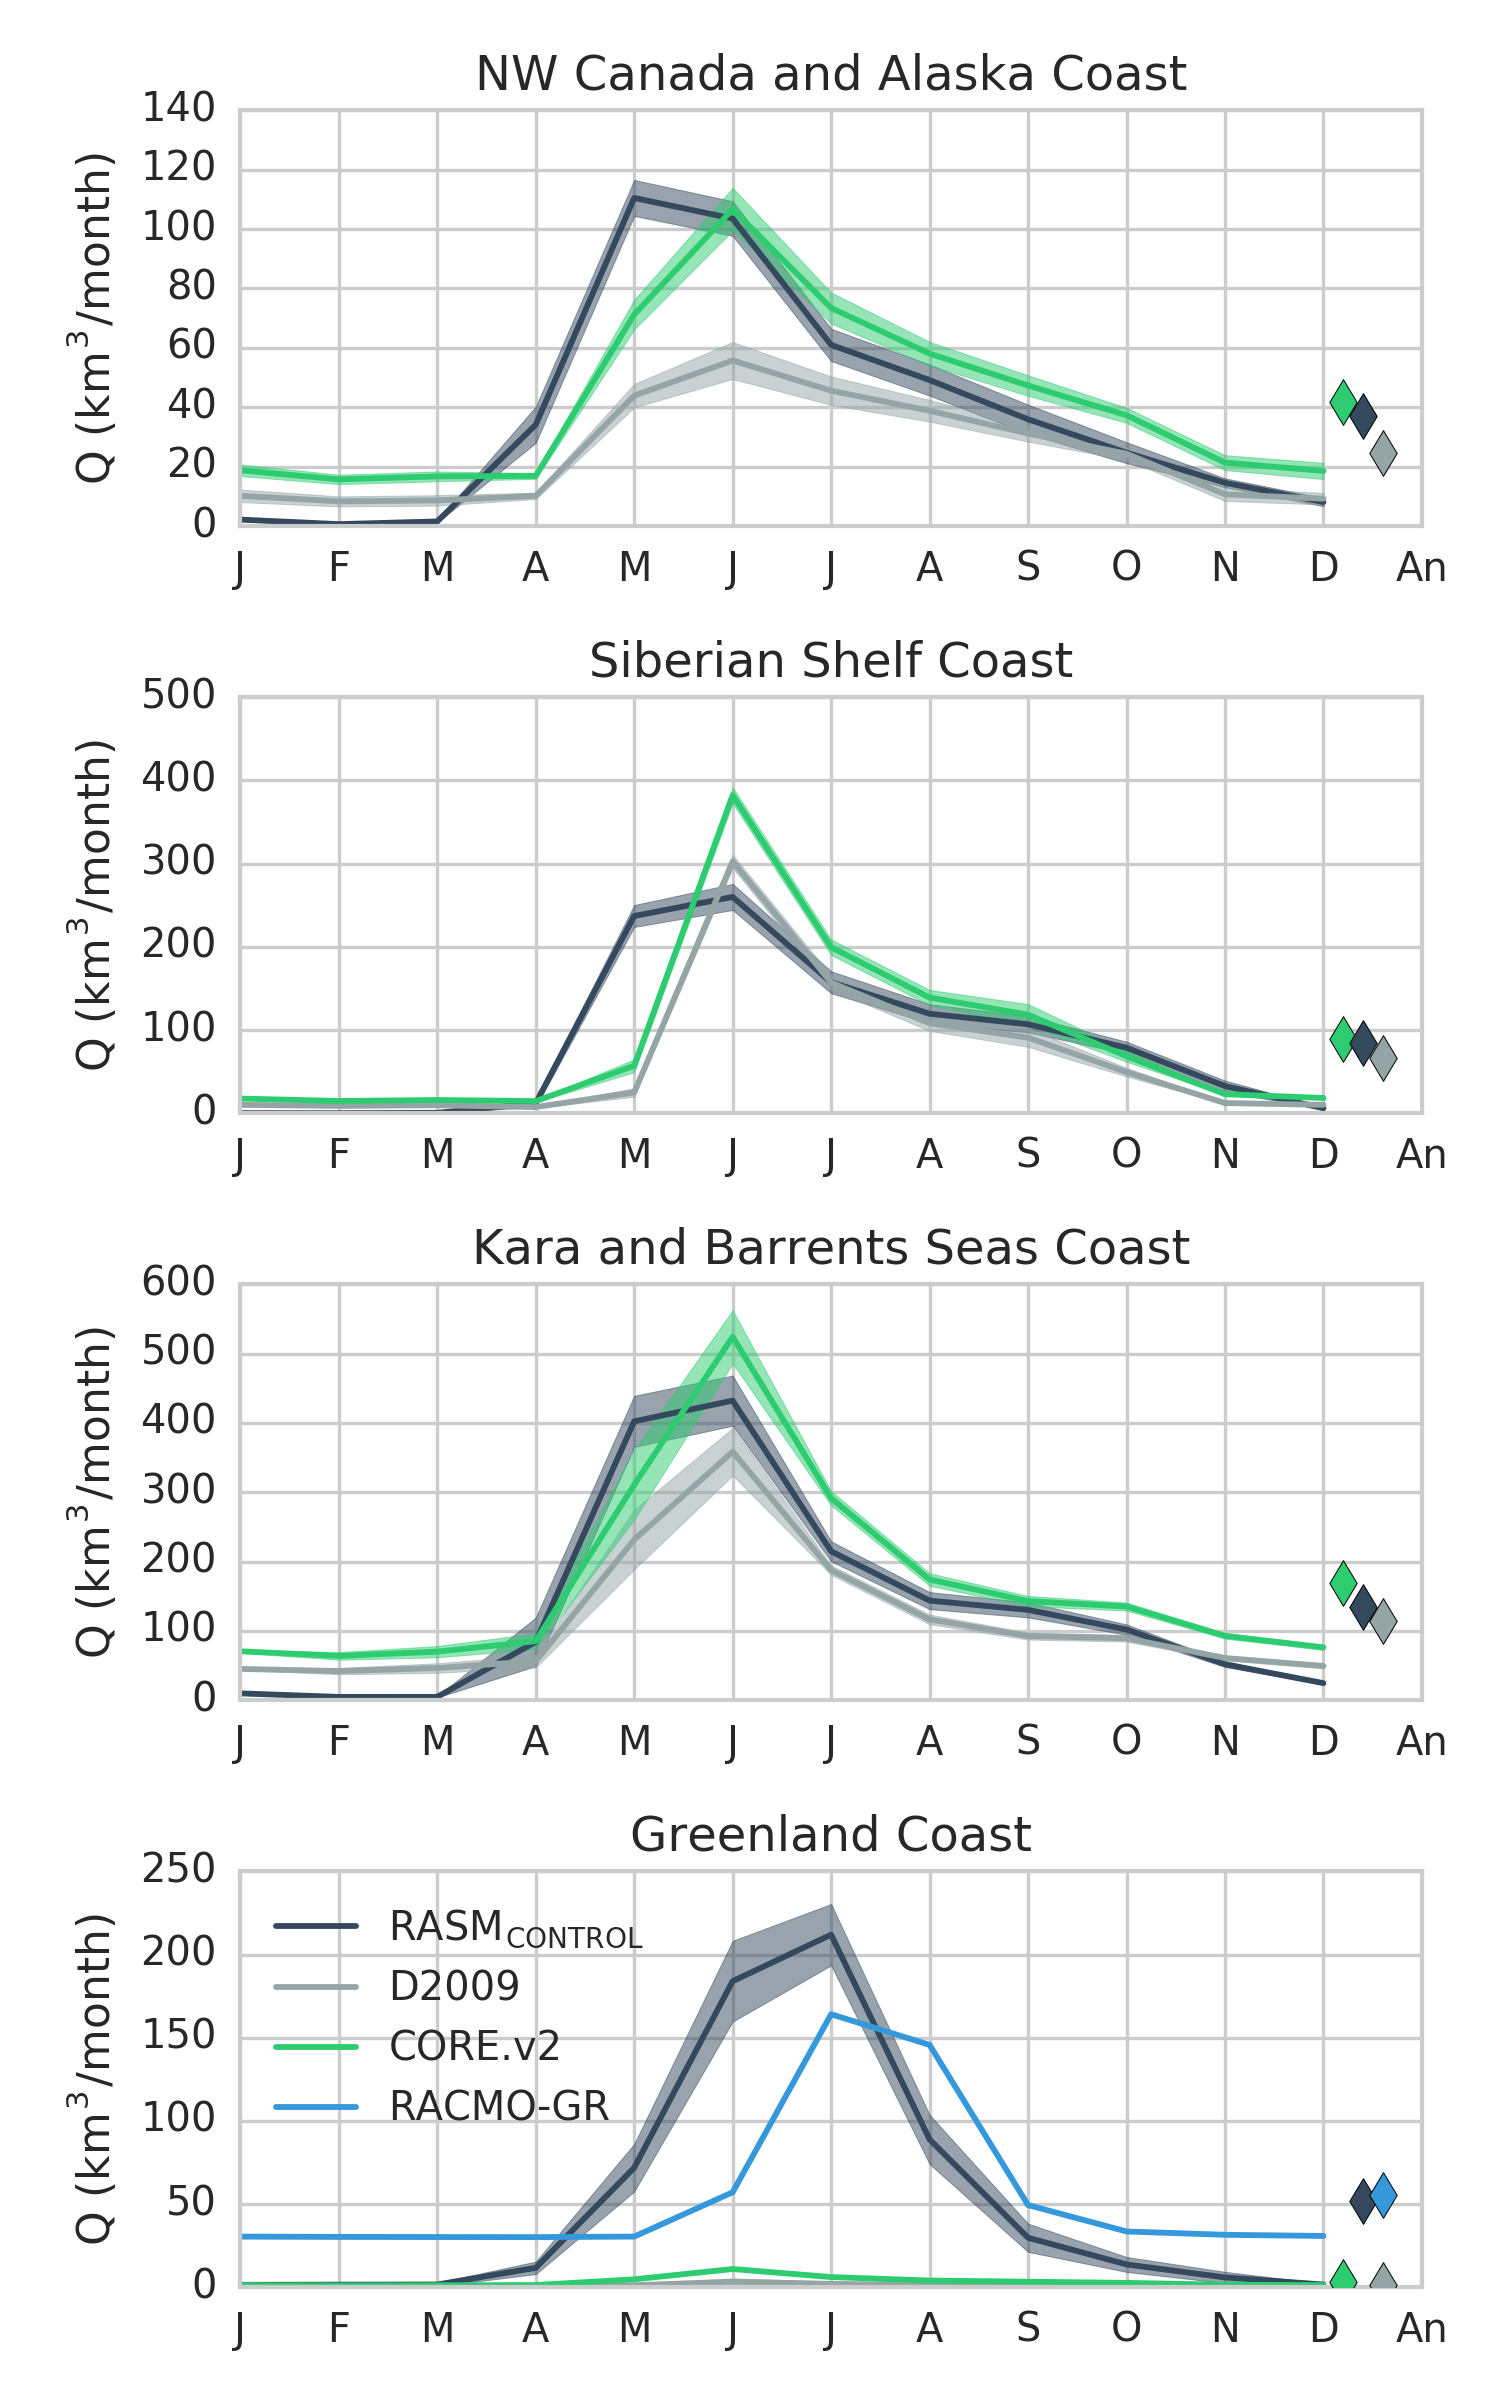 NW Canada and Alaska Coast
140
120
100
80
60
40
20
0
Q (km³/month)
J F M A M J J A S O N D An
Siberian Shelf Coast
500
400
300
200
100
0
Q (km³/month)
J F M A M J J A S O N D An
Kara and Barrents Seas Coast
600
500
400
300
200
100
0
Q (km³/month)
J F M A M J J A S O N D An
Greenland Coast
250
200
150
100
50
0
Q (km³/month)
RASM CONTROL
D2009
CORE.v2
RACMO-GR
J F M A M J J A S O N D An